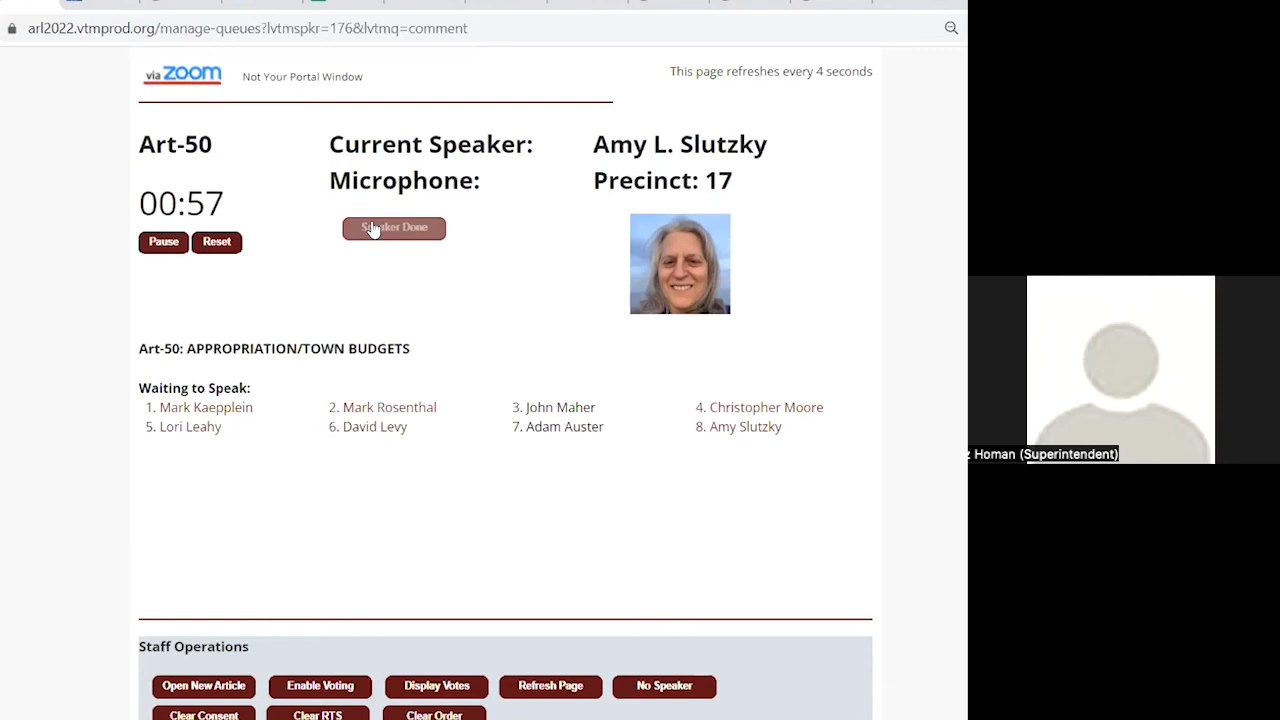 arl2022.vtmprod.org/manage-queues?lvtmspkr=176&lvtmq=comment
via zoom Not Your Portal Window This page refreshes every 4 seconds
Art-50 Current Speaker: Amy L. Slutzky
Microphone: Precinct: 17
00:57
Speaker Done
Pause Reset
Art-50: APPROPRIATION/TOWN BUDGETS
Waiting to Speak:
1. Mark Kaepplein 2. Mark Rosenthal 3. John Maher 4. Christopher Moore
5. Lori Leahy 6. David Levy 7. Adam Auster 8. Amy Slutzky
z Homan (Superintendent)
Staff Operations
Open New Article Enable Voting Display Votes Refresh Page No Speaker
Clear Consent Clear RTS Clear Order